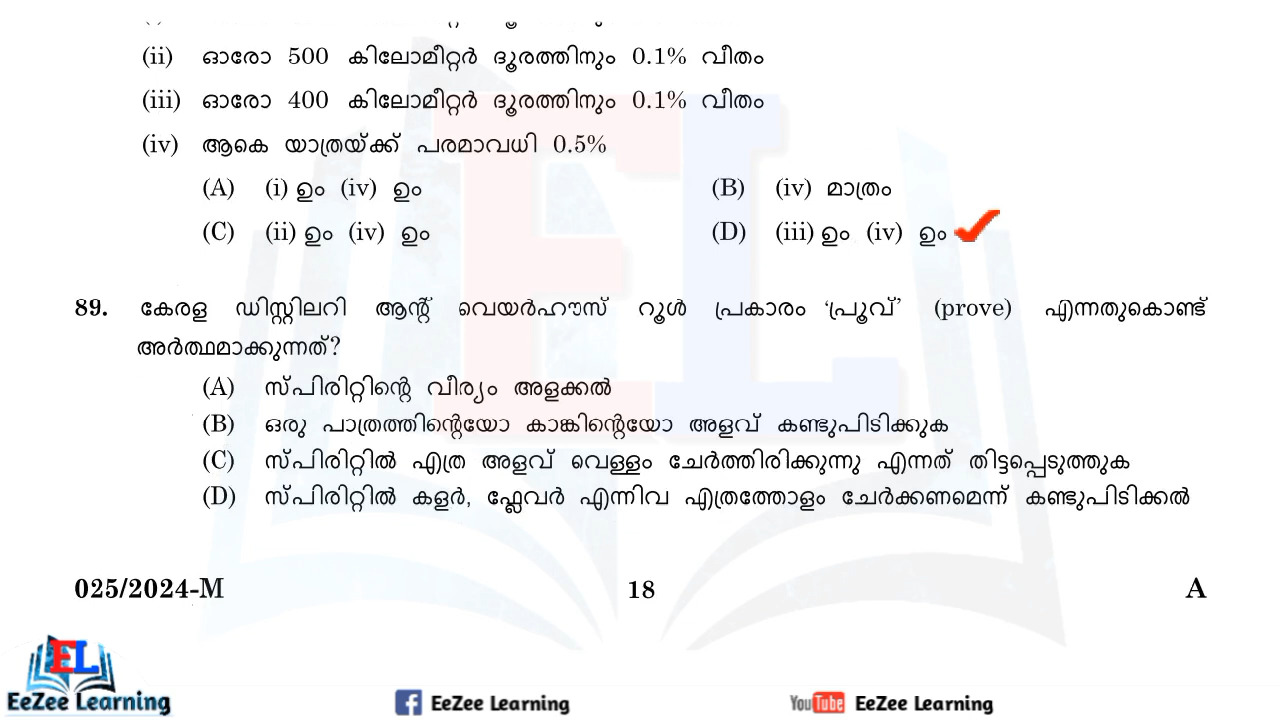 (ii) ഓരോ 500 കിലോമീറ്റർ ദൂരത്തിനും 0.1% വീതം
(iii) ഓരോ 400 കിലോമീറ്റർ ദൂരത്തിനും 0.1% വീതം
(iv) ആകെ യാത്രയ്ക്ക് പരമാവധി 0.5%
(A) (i) ഉം (iv) ഉം (B) (iv) മാത്രം
(C) (ii) ഉം (iv) ഉം (D) (iii) ഉം (iv) ഉം
89. കേരള ഡിസ്റ്റിലറി ആന്റ് വെയർഹൗസ് റൂൾ പ്രകാരം ‘പ്രൂവ്’ (prove) എന്നതുകൊണ്ട്
അർത്ഥമാക്കുന്നത്?
(A) സ്പിരിറ്റിന്റെ വീര്യം അളക്കൽ
(B) ഒരു പാത്രത്തിന്റെയോ കാങ്കിന്റെയോ അളവ് കണ്ടുപിടിക്കുക
(C) സ്പിരിറ്റിൽ എത്ര അളവ് വെള്ളം ചേർത്തിരിക്കുന്നു എന്നത് തിട്ടപ്പെടുത്തുക
(D) സ്പിരിറ്റിൽ കളർ, ഫ്ലേവർ എന്നിവ എത്രത്തോളം ചേർക്കണമെന്ന് കണ്ടുപിടിക്കൽ
025/2024-M 18 A
EL
EeZee Learning EeZee Learning YouTube EeZee Learning